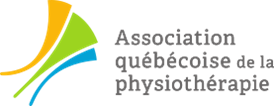 Association
québécoise de la
physiothérapie